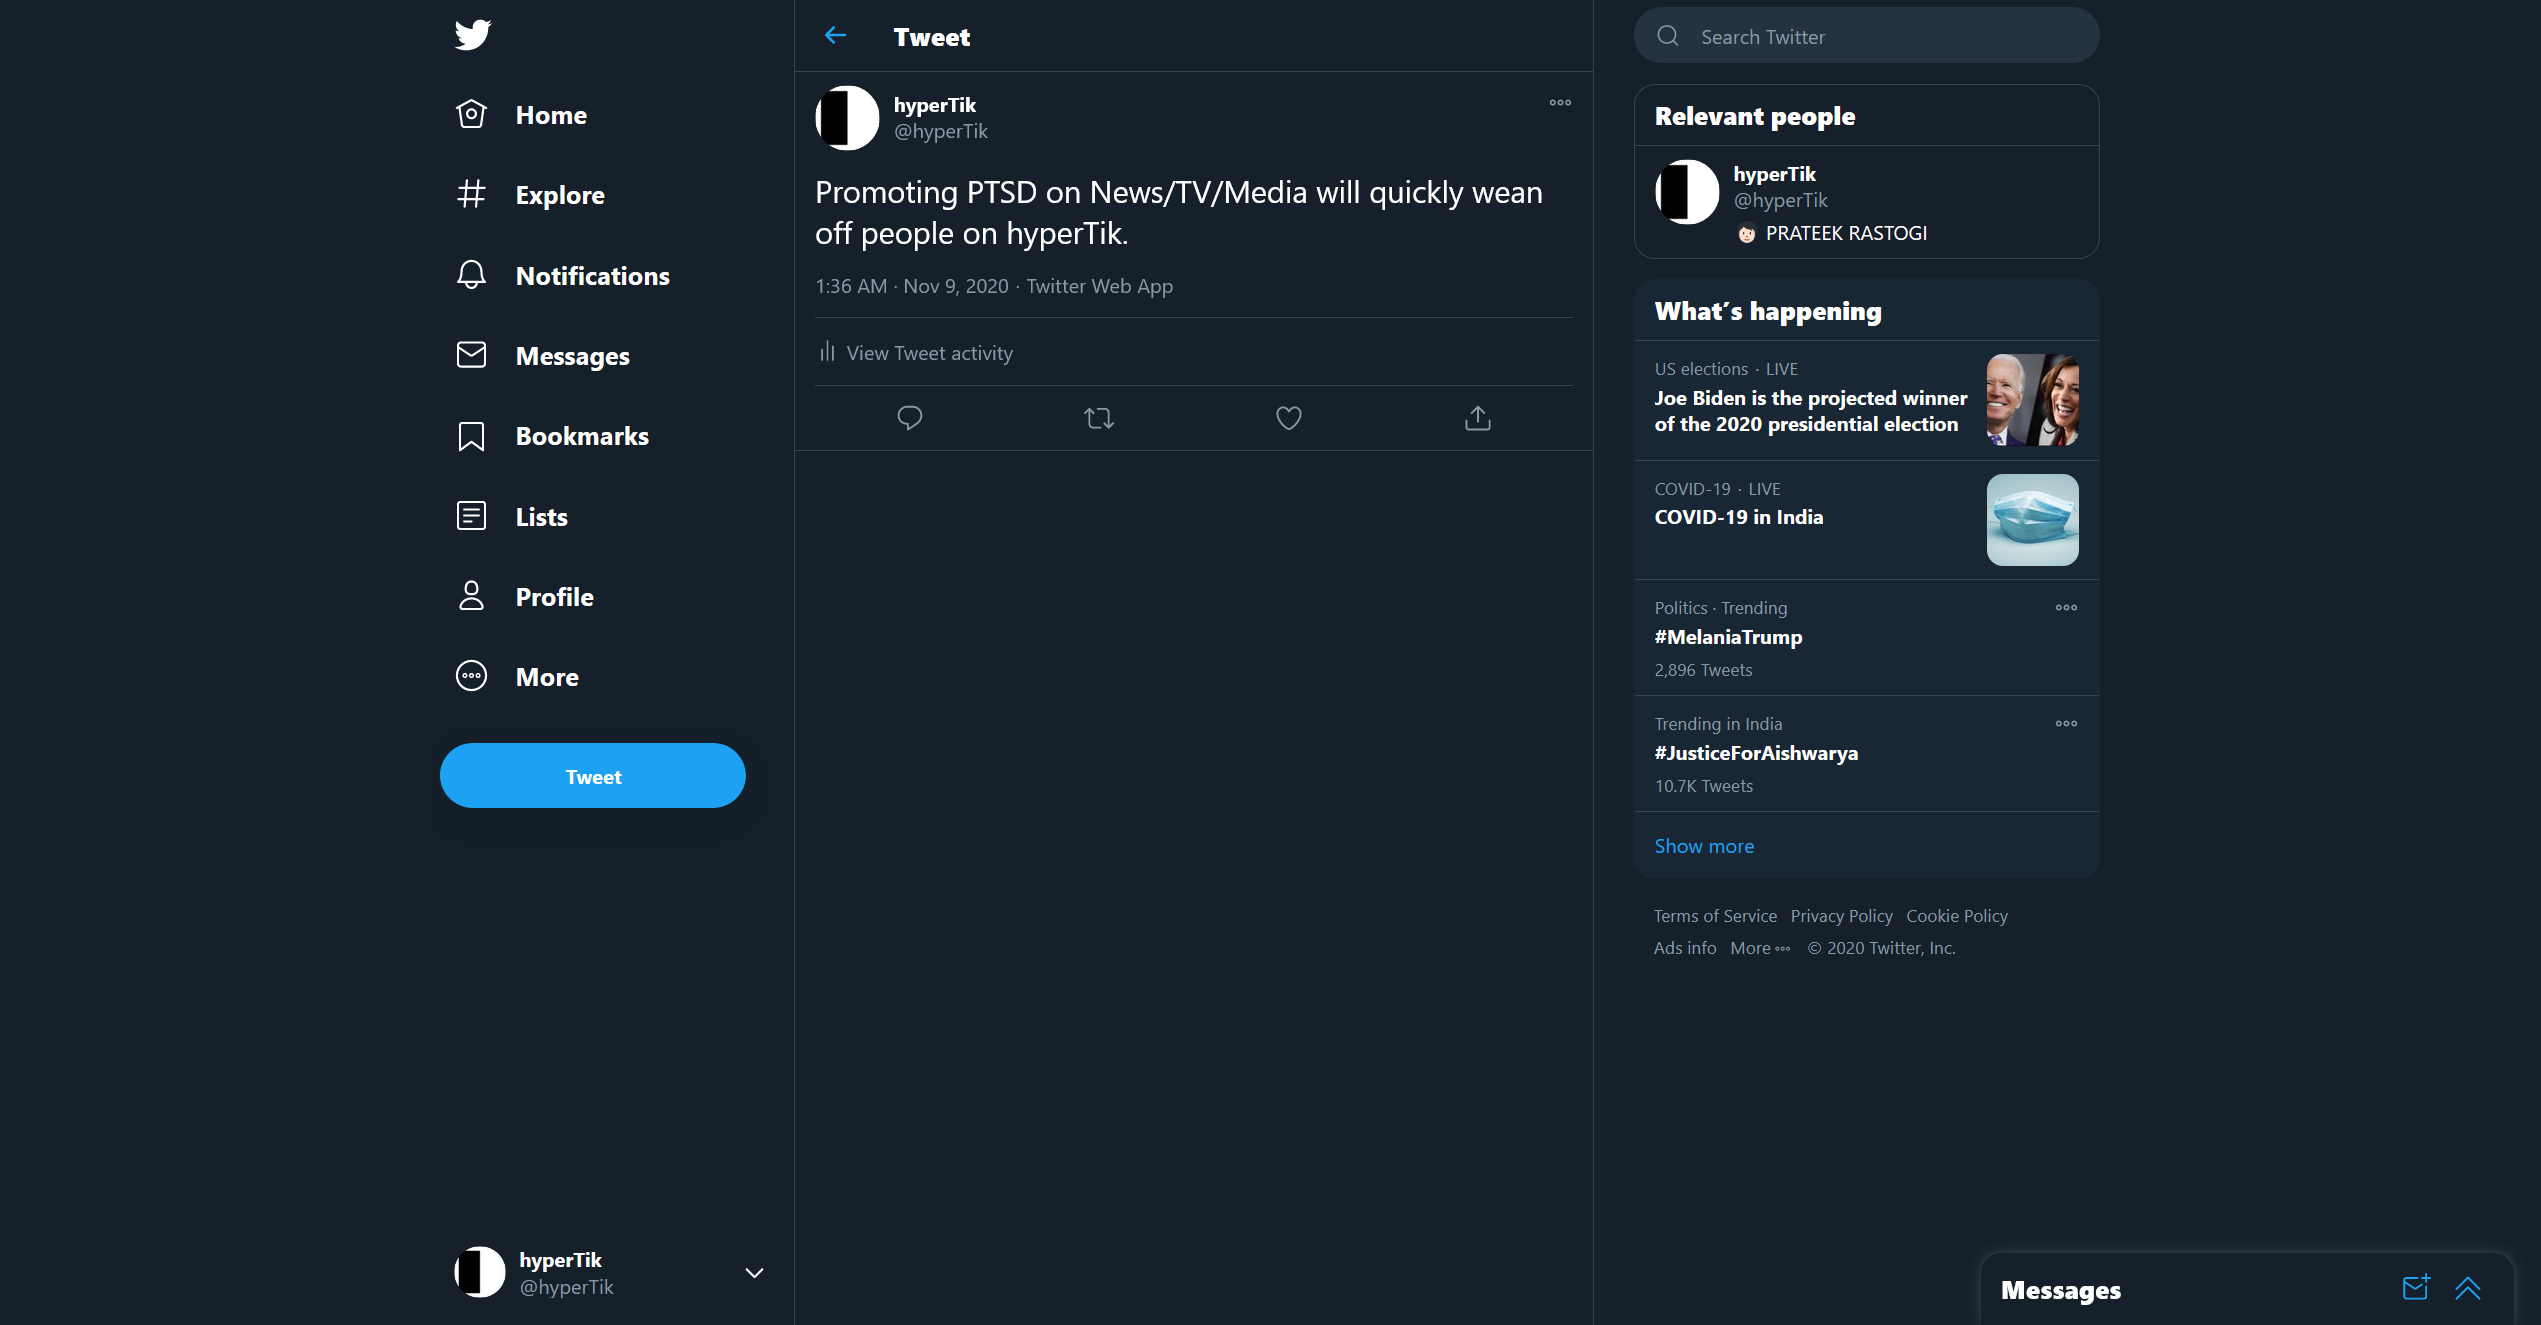 Home
Explore
Notifications
Messages
Bookmarks
Lists
Profile
More
Tweet
hyperTik
@hyperTik
Tweet
hyperTik
@hyperTik
Promoting PTSD on News/TV/Media will quickly wean
off people on hyperTik.
1:36 AM · Nov 9, 2020 · Twitter Web App
View Tweet activity
Search Twitter
Relevant people
hyperTik
@hyperTik
PRATEEK RASTOGI
What's happening
US elections · LIVE
Joe Biden is the projected winner
of the 2020 presidential election
COVID-19 · LIVE
COVID-19 in India
Politics · Trending
#MelaniaTrump
2,896 Tweets
Trending in India
#JusticeForAishwarya
10.7K Tweets
Show more
Terms of Service Privacy Policy Cookie Policy
Ads info More © 2020 Twitter, Inc.
Messages